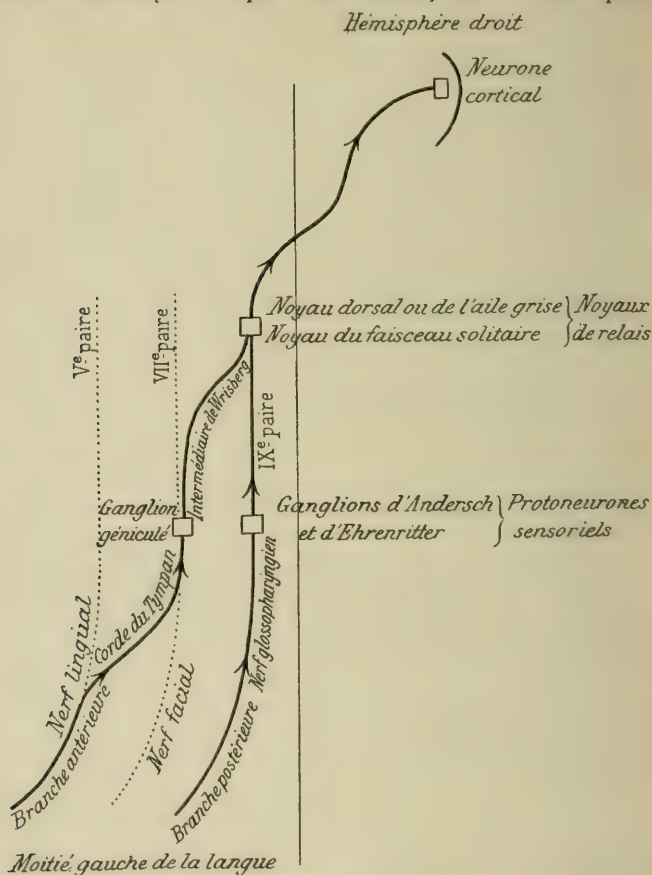 Hémisphère droit
Neurone
cortical
Ve paire
VIIe paire
Noyau dorsal ou de l'aile grise } Noyaux
Noyau du faisceau solitaire } de relais
Intermédiaire de Wrisberg
IXe paire
Ganglion
géniculé
Ganglions d'Andersch } Protoneurones
et d'Ehrenritter } sensoriels
Nerf lingual
Corde du Tympan
Branche antérieure
Nerf facial
Nerf glossopharyngien
Branche postérieure
Moitié gauche de la langue